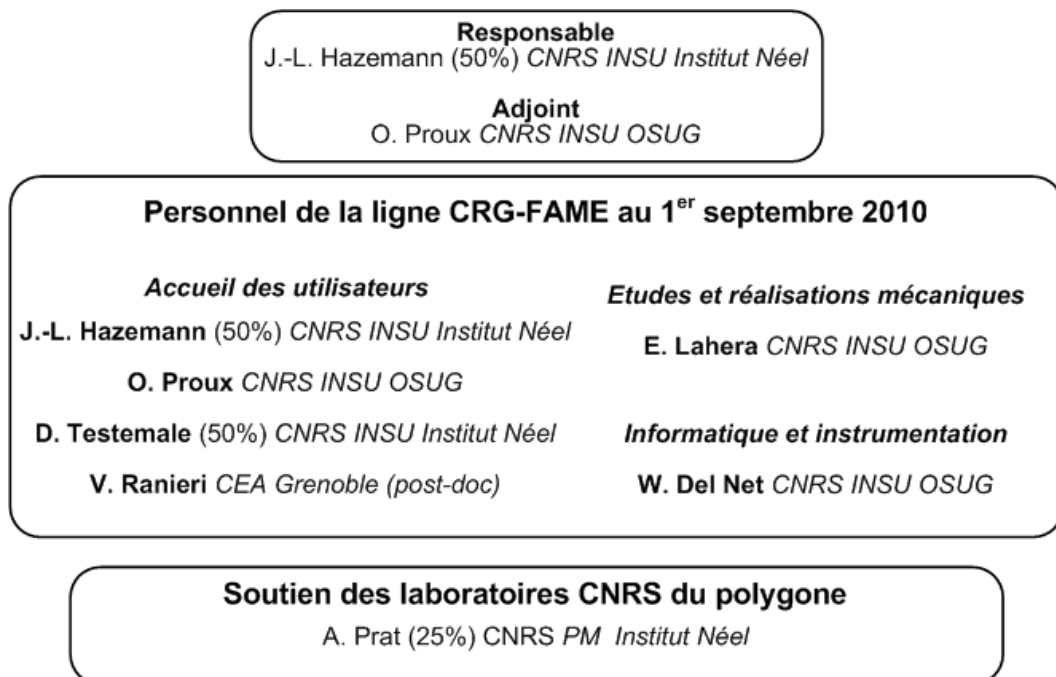 Responsable
J.-L. Hazemann (50%) CNRS INSU Institut Néel
Adjoint
O. Proux CNRS INSU OSUG
Personnel de la ligne CRG-FAME au 1er septembre 2010
Accueil des utilisateurs
J.-L. Hazemann (50%) CNRS INSU Institut Néel
O. Proux CNRS INSU OSUG
D. Testemale (50%) CNRS INSU Institut Néel
V. Ranieri CEA Grenoble (post-doc)
Etudes et réalisations mécaniques
E. Lahera CNRS INSU OSUG
Informatique et instrumentation
W. Del Net CNRS INSU OSUG
Soutien des laboratoires CNRS du polygone
A. Prat (25%) CNRS PM Institut Néel